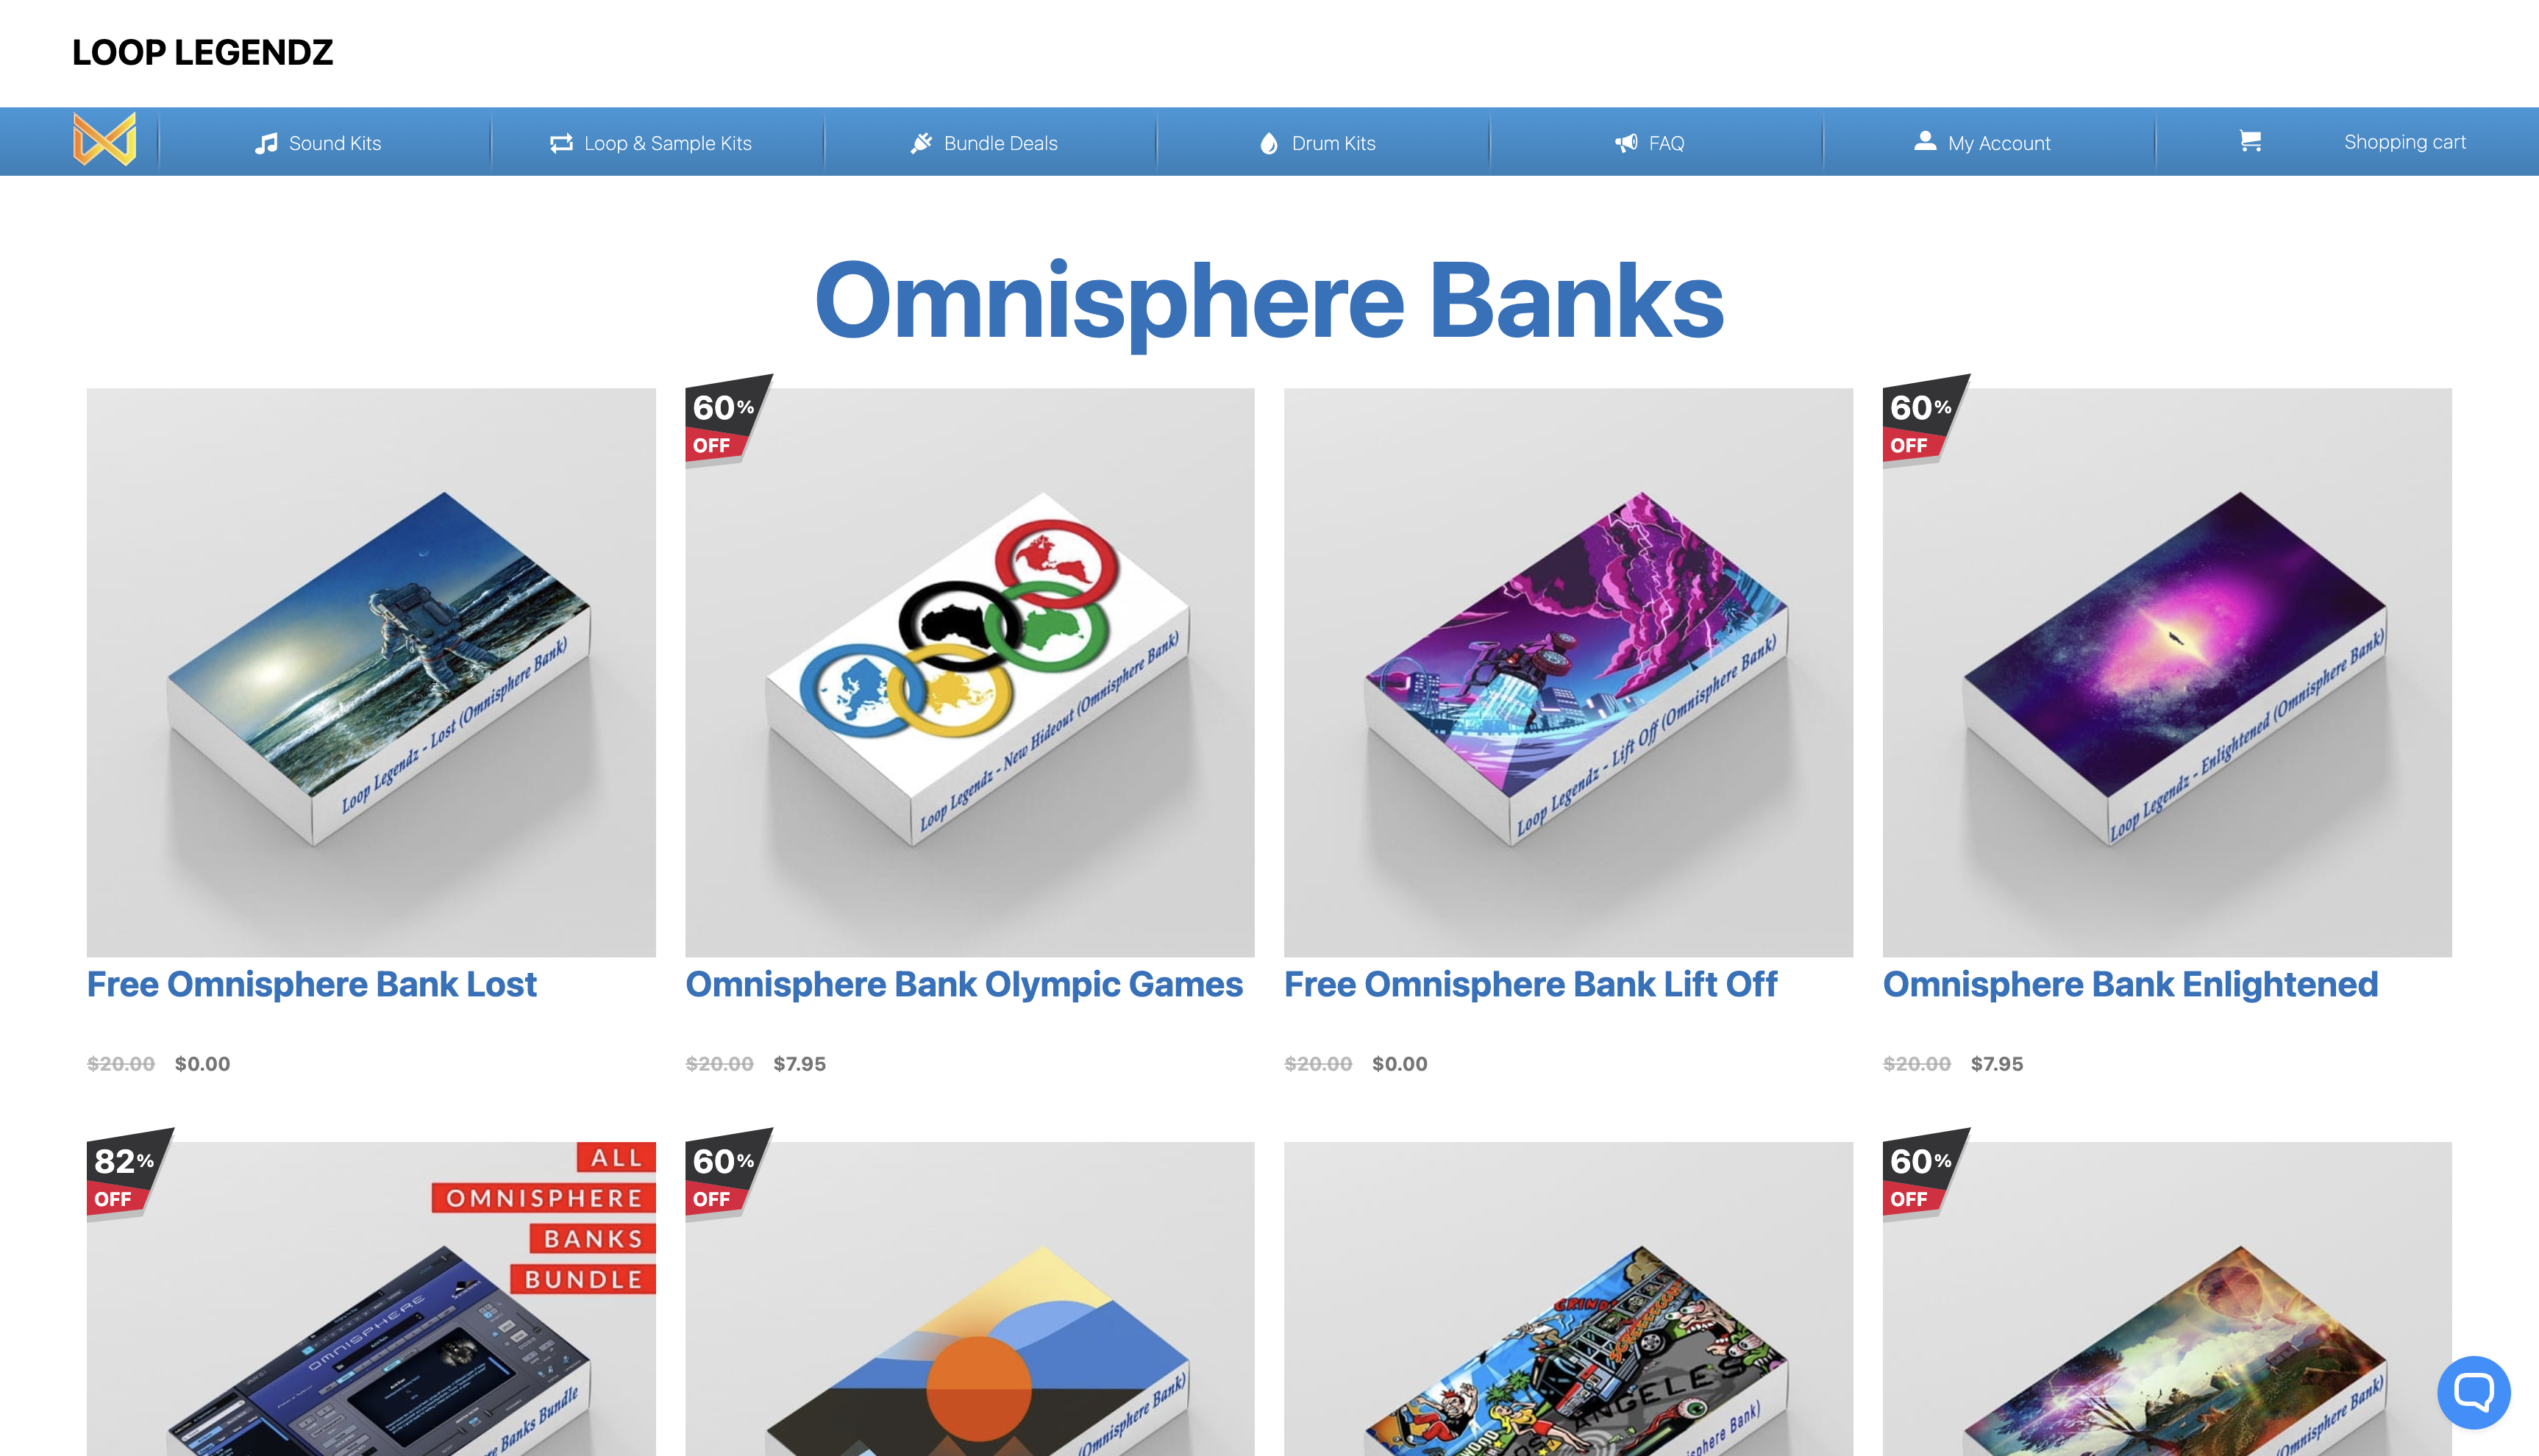 LOOP LEGENDZ
Sound Kits
Loop & Sample Kits
Bundle Deals
Drum Kits
FAQ
My Account
Shopping cart
Omnisphere Banks
Loop Legendz - Lost (Omnisphere Bank)
Free Omnisphere Bank Lost
$20.00 $0.00
60% OFF
Loop Legendz - New Hideout (Omnisphere Bank)
Omnisphere Bank Olympic Games
$20.00 $7.95
Loop Legendz - Lift Off (Omnisphere Bank)
Free Omnisphere Bank Lift Off
$20.00 $0.00
60% OFF
Loop Legendz - Enlightened (Omnisphere Bank)
Omnisphere Bank Enlightened
$20.00 $7.95
82% OFF
ALL
OMNISPHERE
BANKS
BUNDLE
OMNISPHERE
Banks Bundle
60% OFF
(Omnisphere Bank)
GRIND
ANGELES
Bank)
60% OFF
(Omnisphere Bank)